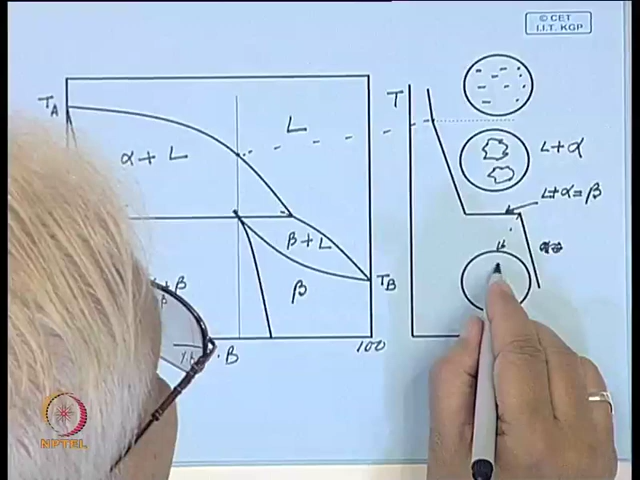 © CET
I.I.T. KGP
T_A
α + L
L
β + L
β
T_B
β
B
100
T
L + α
L + α = β
NPTEL